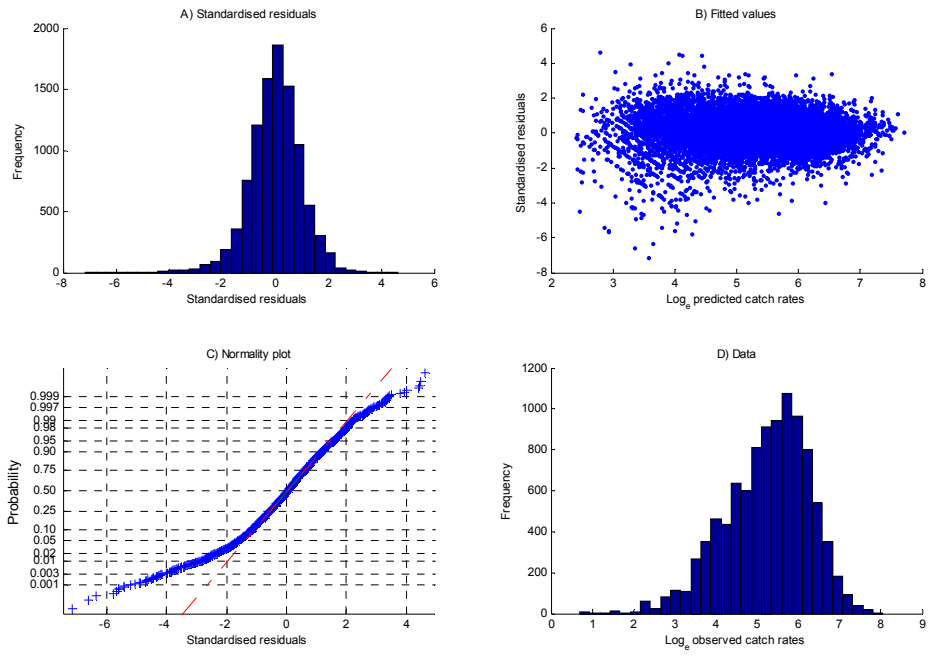 A) Standardised residuals
2000
1500
1000
500
0
Frequency
-8 -6 -4 -2 0 2 4 6
Standardised residuals
B) Fitted values
6
4
2
0
-2
-4
-6
-8
Standardised residuals
2 3 4 5 6 7 8
Log e predicted catch rates
C) Normality plot
0.999
0.997
0.99
0.98
0.95
0.90
0.75
0.50
0.25
0.10
0.05
0.02
0.01
0.003
0.001
Probability
-6 -4 -2 0 2 4
Standardised residuals
D) Data
1200
1000
800
600
400
200
0
Frequency
0 1 2 3 4 5 6 7 8 9
Log e observed catch rates